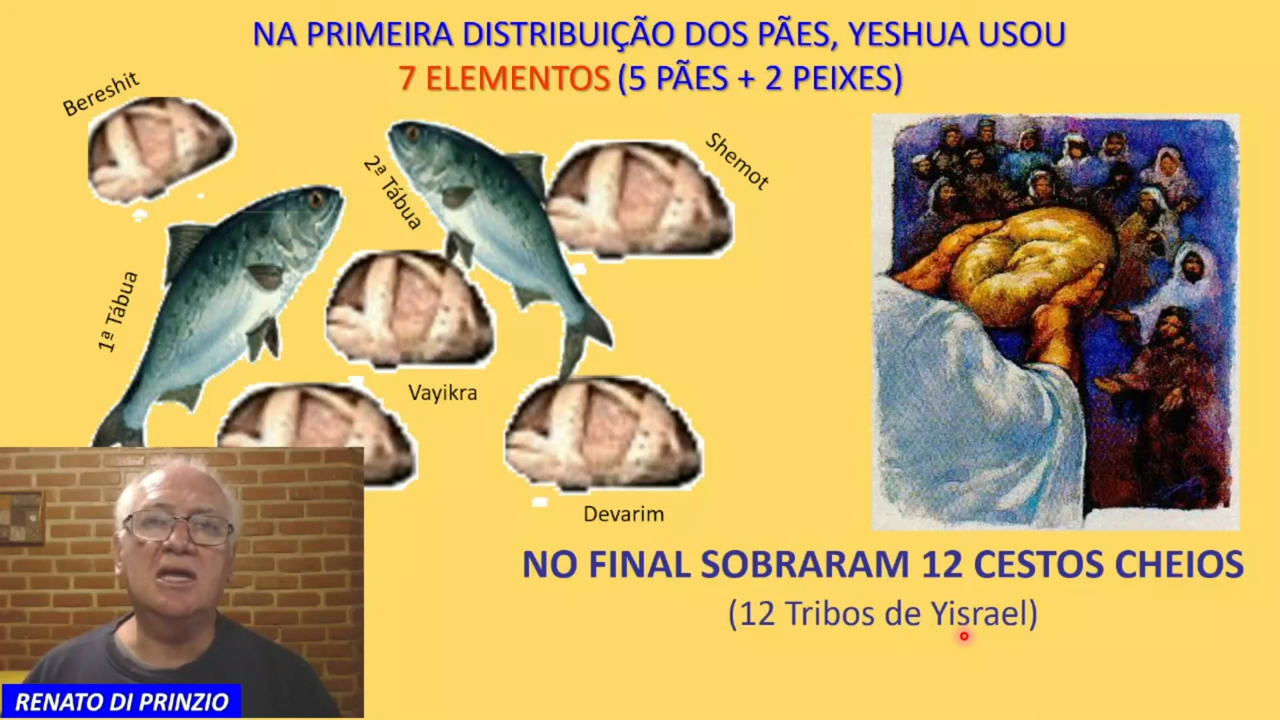 NA PRIMEIRA DISTRIBUIÇÃO DOS PÃES, YESHUA USOU
7 ELEMENTOS (5 PÃES + 2 PEIXES)
Bereshit
2ª Tábua
Shemot
1ª Tábua
Vayikra
Devarim
NO FINAL SOBRARAM 12 CESTOS CHEIOS
(12 Tribos de Yisrael)
RENATO DI PRINZIO